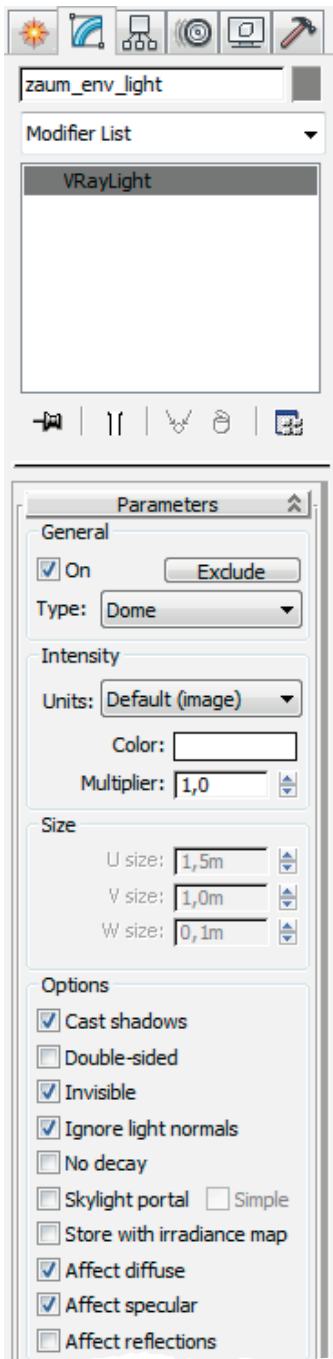 zaum_env_light
Modifier List
VRayLight
Parameters
General
On Exclude
Type: Dome
Intensity
Units: Default (image)
Color:
Multiplier: 1,0
Size
U size: 1,5m
V size: 1,0m
W size: 0,1m
Options
Cast shadows
Double-sided
Invisible
Ignore light normals
No decay
Skylight portal Simple
Store with irradiance map
Affect diffuse
Affect specular
Affect reflections